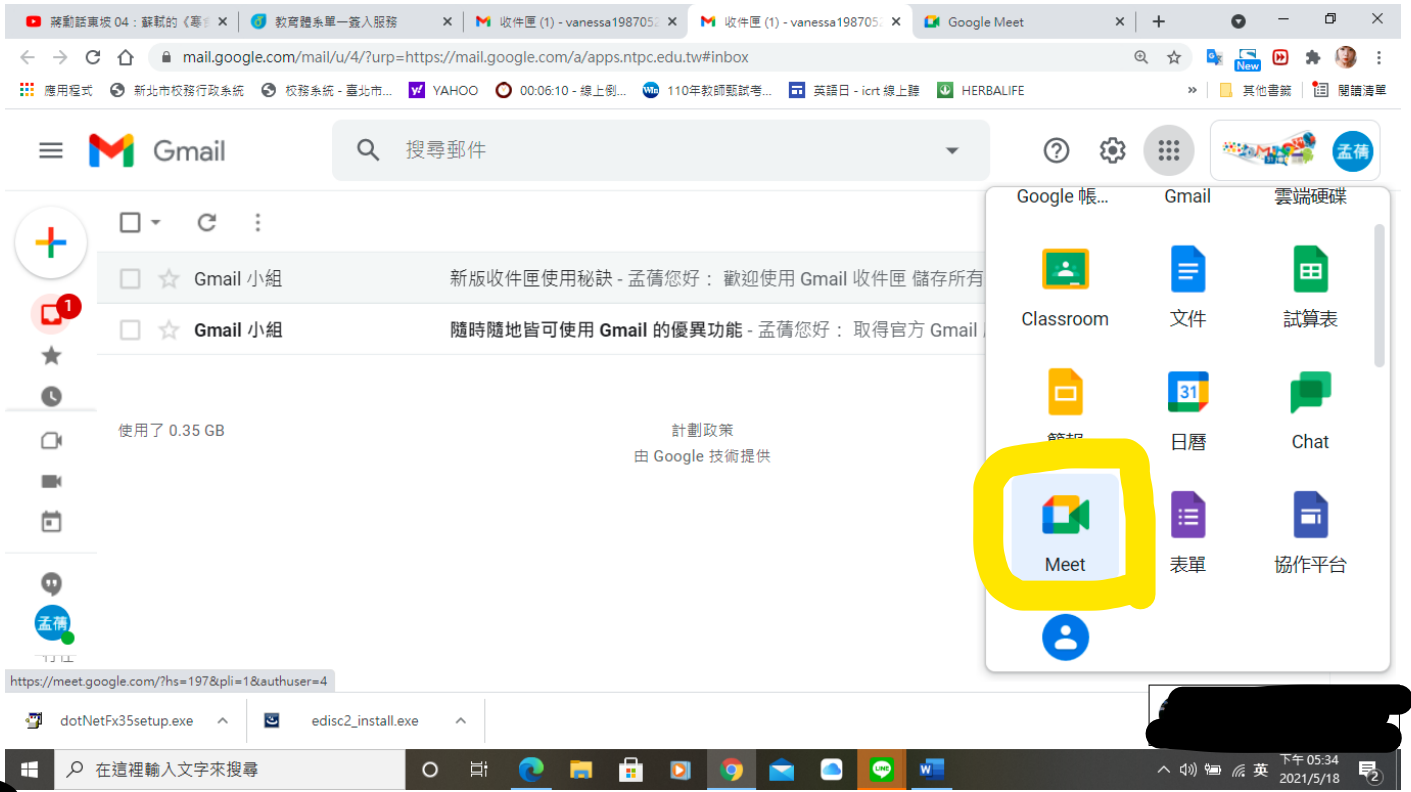 蔣勳話東坡 04：蘇軾的《寒食
教育體系單一簽入服務
收件匣 (1) - vanessa1987052
收件匣 (1) - vanessa198705
Google Meet
mail.google.com/mail/u/4/?urp=https://mail.google.com/a/apps.ntpc.edu.tw#inbox
New
應用程式
新北市校務行政系統
校務系統 - 臺北市...
YAHOO
00:06:10 - 線上倒...
110年教師甄試考...
英語日 - icrt 線上聽
HERBALIFE
»
其他書籤
閱讀清單
Gmail
搜尋郵件
孟蒨
Google 帳...
Gmail
雲端硬碟
Gmail 小組
新版收件匣使用秘訣 - 孟蒨您好： 歡迎使用 Gmail 收件匣 儲存所有
Classroom
文件
試算表
1
Gmail 小組
隨時隨地皆可使用 Gmail 的優異功能 - 孟蒨您好： 取得官方 Gmail
31
簡報
日曆
Chat
使用了 0.35 GB
計劃政策
由 Google 技術提供
Meet
表單
協作平台
孟蒨
https://meet.google.com/?hs=197&pli=1&authuser=4
dotNetFx35setup.exe
edisc2_install.exe
在這裡輸入文字來搜尋
LINE
英
下午 05:34
2021/5/18
2